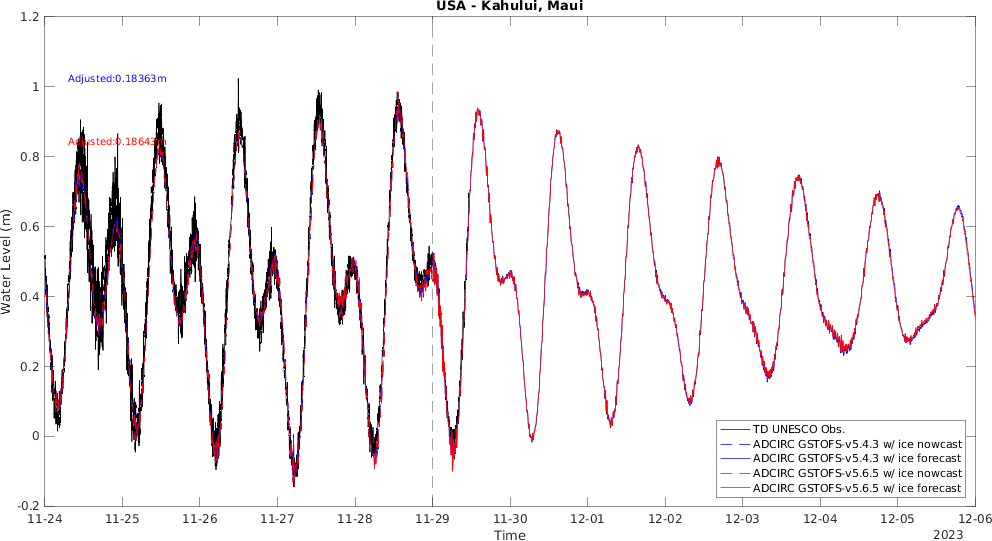 USA - Kahului, Maui
1.2
1
0.8
0.6
0.4
0.2
0
-0.2
Water Level (m)
Adjusted:0.18363m
Adjusted:0.18643m
TD UNESCO Obs.
ADCIRC GSTOFS-v5.4.3 w/ ice nowcast
ADCIRC GSTOFS-v5.4.3 w/ ice forecast
ADCIRC GSTOFS-v5.6.5 w/ ice nowcast
ADCIRC GSTOFS-v5.6.5 w/ ice forecast
11-24 11-25 11-26 11-27 11-28 11-29 11-30 12-01 12-02 12-03 12-04 12-05 12-06
Time
2023